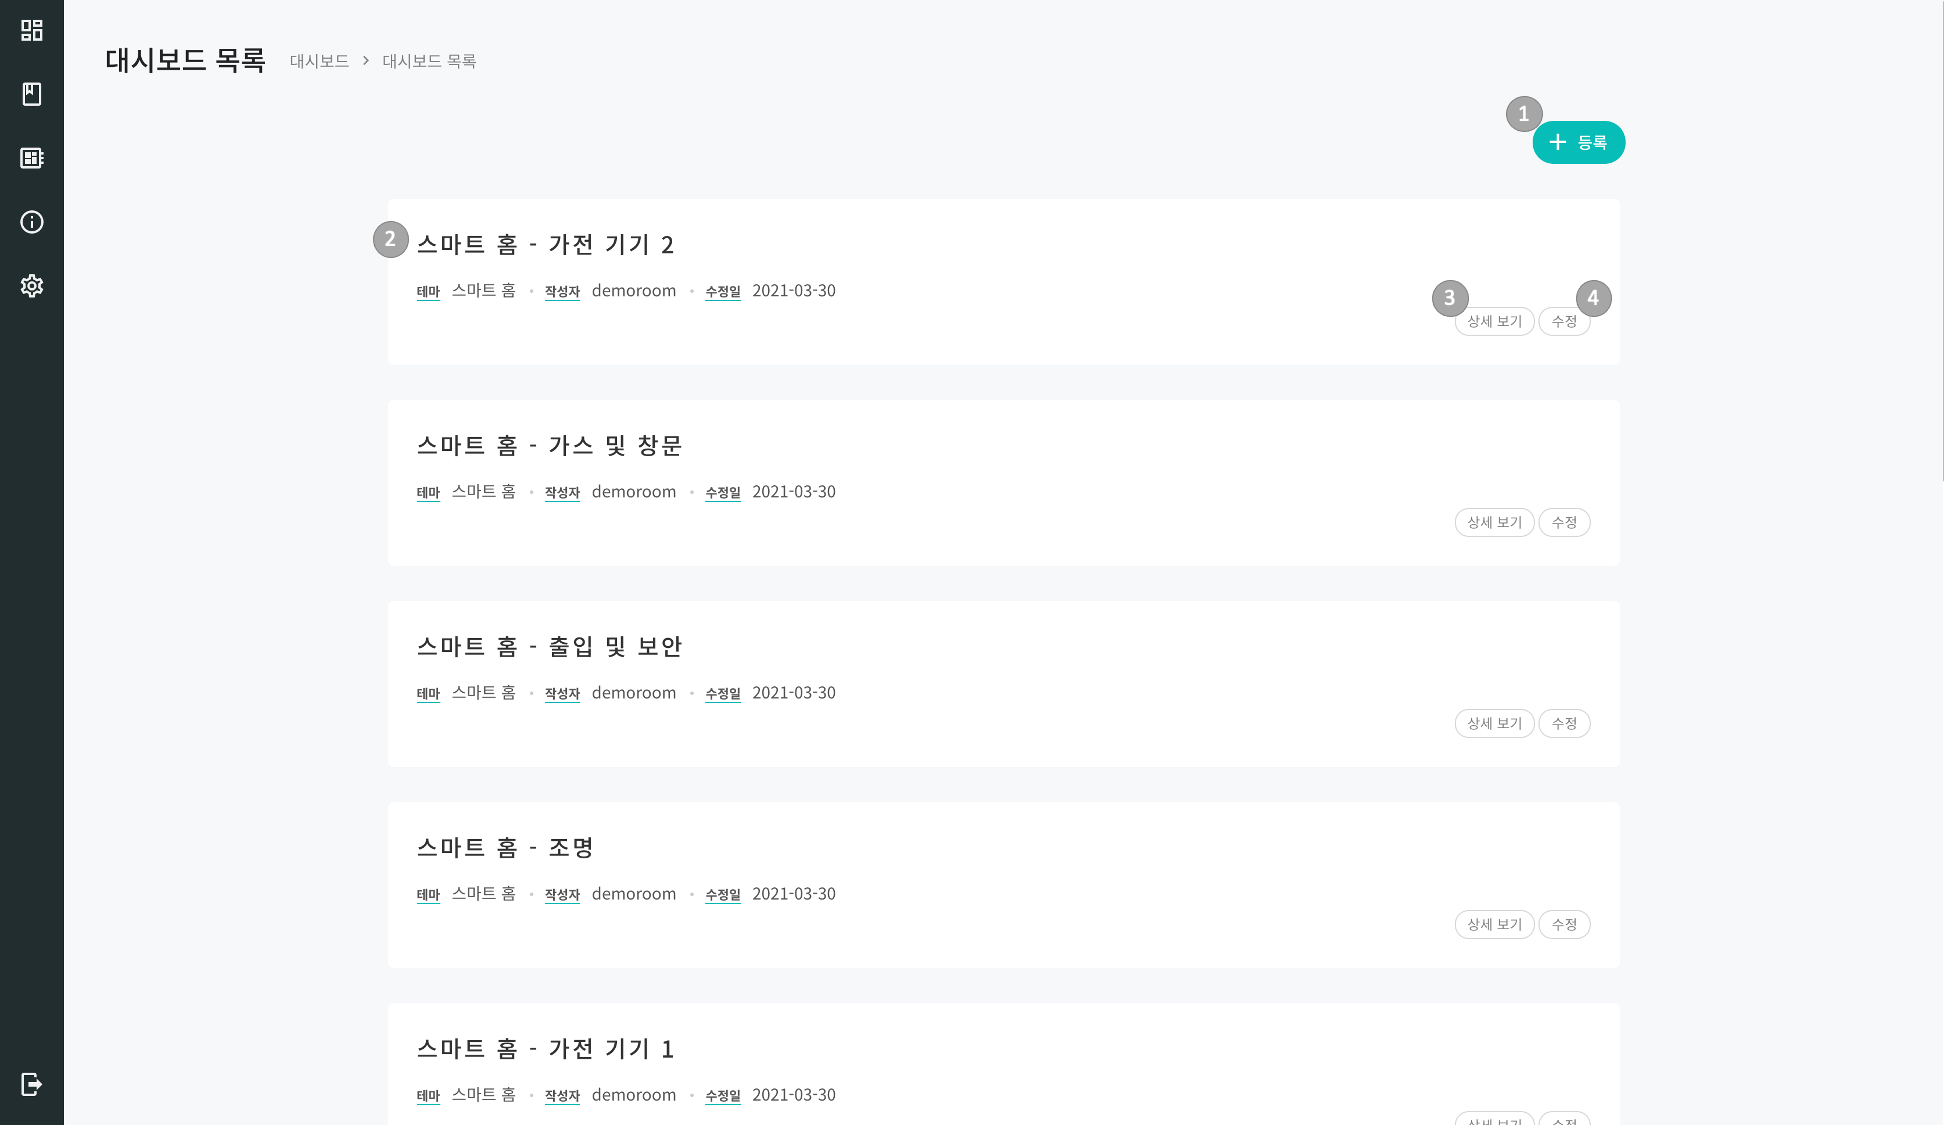 대시보드 목록 대시보드 > 대시보드 목록
1
+ 등록
2
스마트 홈 - 가전 기기 2
테마 스마트 홈 • 작성자 demoroom • 수정일 2021-03-30
3 4
상세 보기 수정
스마트 홈 - 가스 및 창문
테마 스마트 홈 • 작성자 demoroom • 수정일 2021-03-30
상세 보기 수정
스마트 홈 - 출입 및 보안
테마 스마트 홈 • 작성자 demoroom • 수정일 2021-03-30
상세 보기 수정
스마트 홈 - 조명
테마 스마트 홈 • 작성자 demoroom • 수정일 2021-03-30
상세 보기 수정
스마트 홈 - 가전 기기 1
테마 스마트 홈 • 작성자 demoroom • 수정일 2021-03-30
상세 보기 수정